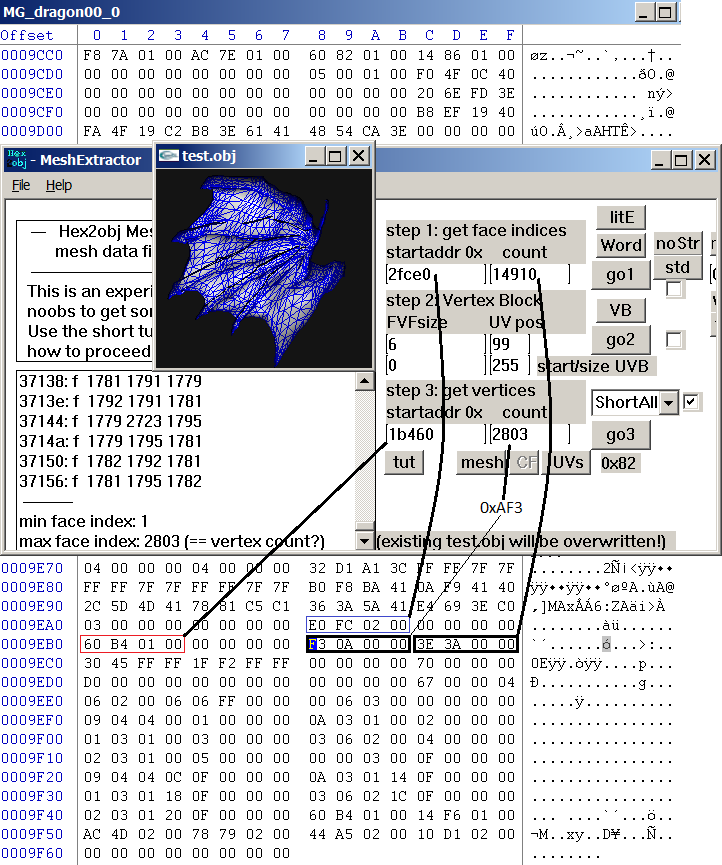 MG_dragon00_0
Offset 0 1 2 3 4 5 6 7 8 9 A B C D E F
0009CC0 F8 7A 01 00 AC 7E 01 00 60 82 01 00 14 86 01 00 øz..¬~..`‚...†..
0009CD0 00 00 00 00 00 00 00 00 05 00 01 00 F0 4F 0C 40 ............ðO.@
0009CE0 00 00 00 00 00 00 00 00 00 00 00 00 20 6E FD 3E ............ ný>
0009CF0 00 00 00 00 00 00 00 00 00 00 00 00 B8 EF 19 40 ............¸ï.@
0009D00 FA 4F 19 C2 B8 3E 61 41 48 54 CA 3E 00 00 00 00 úO.Â¸>aAHTÊ>....
Hex obj - MeshExtractor
test.obj
File Help
— Hex2obj Mes
mesh data fi
This is an experi
noobs to get sor
Use the short tu
how to proceed
step 1: get face indices
startaddr 0x count
2fce0 14910
step 2: Vertex Block
FVFsize UV pos
6 99
0 255 start/size UVB
step 3: get vertices
startaddr 0x count
1b460 2803
litE
Word noStr
go1 std
VB
go2
ShortAll
go3
tut mesh CF UVs 0x82
0xAF3
37138: f 1781 1791 1779
3713e: f 1792 1791 1781
37144: f 1779 2723 1795
3714a: f 1779 1795 1781
37150: f 1782 1792 1781
37156: f 1781 1795 1782
min face index: 1
max face index: 2803 (== vertex count?) (existing test.obj will be overwritten!)
0009E70 04 00 00 00 04 00 00 00 32 D1 A1 3C FF FF 7F 7F ........2Ñ¡<ÿÿ
0009E80 FF FF 7F 7F FF FF 7F 7F B0 F8 BA 41 0A F9 41 40 ÿÿ ÿÿ °øºA.ùA@
0009E90 2C 5D 4D 41 78 81 C5 C1 36 3A 5A 41 E4 69 3E C0 ,]MAxÅÁ6:ZAäi>À
0009EA0 03 00 00 00 00 00 00 00 E0 FC 02 00 00 00 00 00 ........àü......
0009EB0 60 B4 01 00 00 00 00 00 F3 0A 00 00 3E 3A 00 00 `´......ó...>:..
0009EC0 30 45 FF FF 1F F2 FF FF 00 00 00 00 70 00 00 00 0Eÿÿ.òÿÿ....p...
0009ED0 D0 00 00 00 00 00 00 00 00 00 00 00 67 00 00 04 Ð...........g...
0009EE0 06 02 00 06 06 FF 00 00 00 06 03 00 00 00 00 00 .....ÿ..........
0009EF0 09 04 04 00 01 00 00 00 0A 03 01 00 02 00 00 00 ................
0009F00 01 03 01 00 03 00 00 00 03 06 02 00 04 00 00 00 ................
0009F10 02 03 01 00 05 00 00 00 00 00 03 00 0F 00 00 00 ................
0009F20 09 04 04 0C 0F 00 00 00 0A 03 01 14 0F 00 00 00 ................
0009F30 01 03 01 18 0F 00 00 00 03 06 02 1C 0F 00 00 00 ................
0009F40 02 03 01 20 0F 00 00 00 60 B4 01 00 14 F6 01 00 ... ....`´...ö..
0009F50 AC 4D 02 00 78 79 02 00 44 A5 02 00 10 D1 02 00 ¬M..xy..D¥...Ñ..
0009F60 00 00 00 00 00 00 00 00